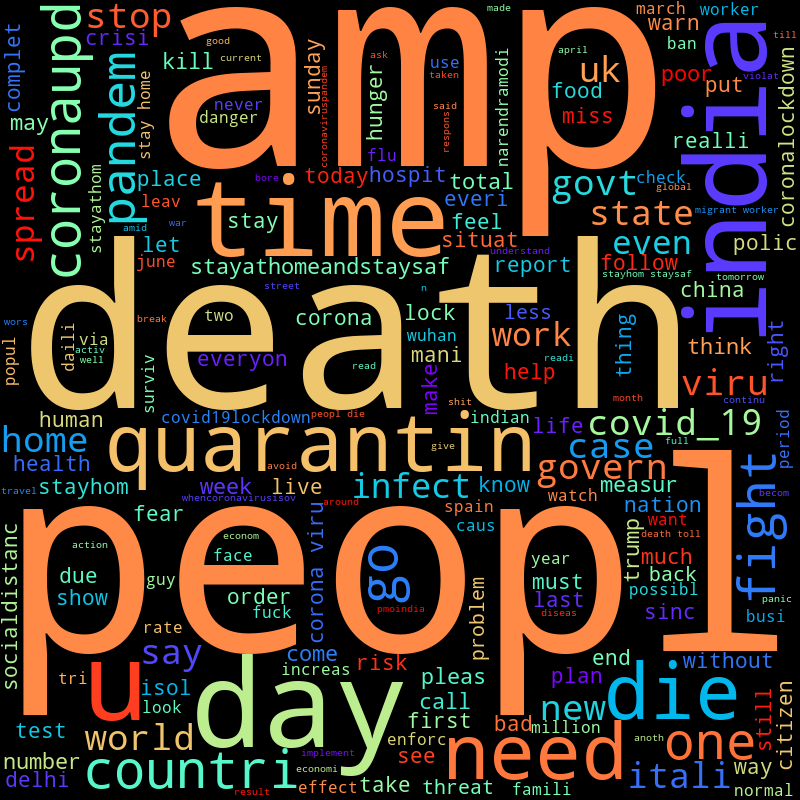 amp
death
peopl
time
india
day
quarantin
need
die
u
one
countri
fight
go
coronaupd
pandem
stop
crisi
complet
may
kill
good
current
never
danger
sunday
stay home
coronaviruspandem
hunger
ask
taken
said
respons
made
narendramodi
april
uk
food
miss
march
warn
worker
ban
poor
put
till
violat
coronalockdown
realli
check
global
migrant worker
polic
spread
stayathom
place
leav
amid
war
let
june
bore
flu
today
hospit
total
everi
feel
situat
stay
stayathomeandstaysaf
understand
report
govt
state
even
follow
stayhom staysaf
tomorrow
china
street
n
break
two
corona
lock
less
wuhan
mani
work
thing
think
right
wors
popul
daili
via
activ
well
surviv
everyon
read
make
help
readi
shit
viru
month
continu
human
covid19lockdown
peopl die
indian
life
covid_19
full
period
home
health
stayhom
travel
avoid
give
week
live
whencoronavirusisov
around
infect
know
case
govern
measur
spain
caus
watch
nation
want
death toll
becom
socialdistanc
fear
action
econom
face
corona viru
due
show
guy
order
fuck
rate
pmoindia
problem
year
must
last
diseas
possibl
trump
much
back
sinc
panic
busi
say
tri
isol
look
come
increas
risk
pleas
call
first
plan
end
without
new
million
bad
anoth
still
citizen
test
world
number
delhi
implement
economi
effect
result
enforc
see
take
threat
famili
itali
way
normal